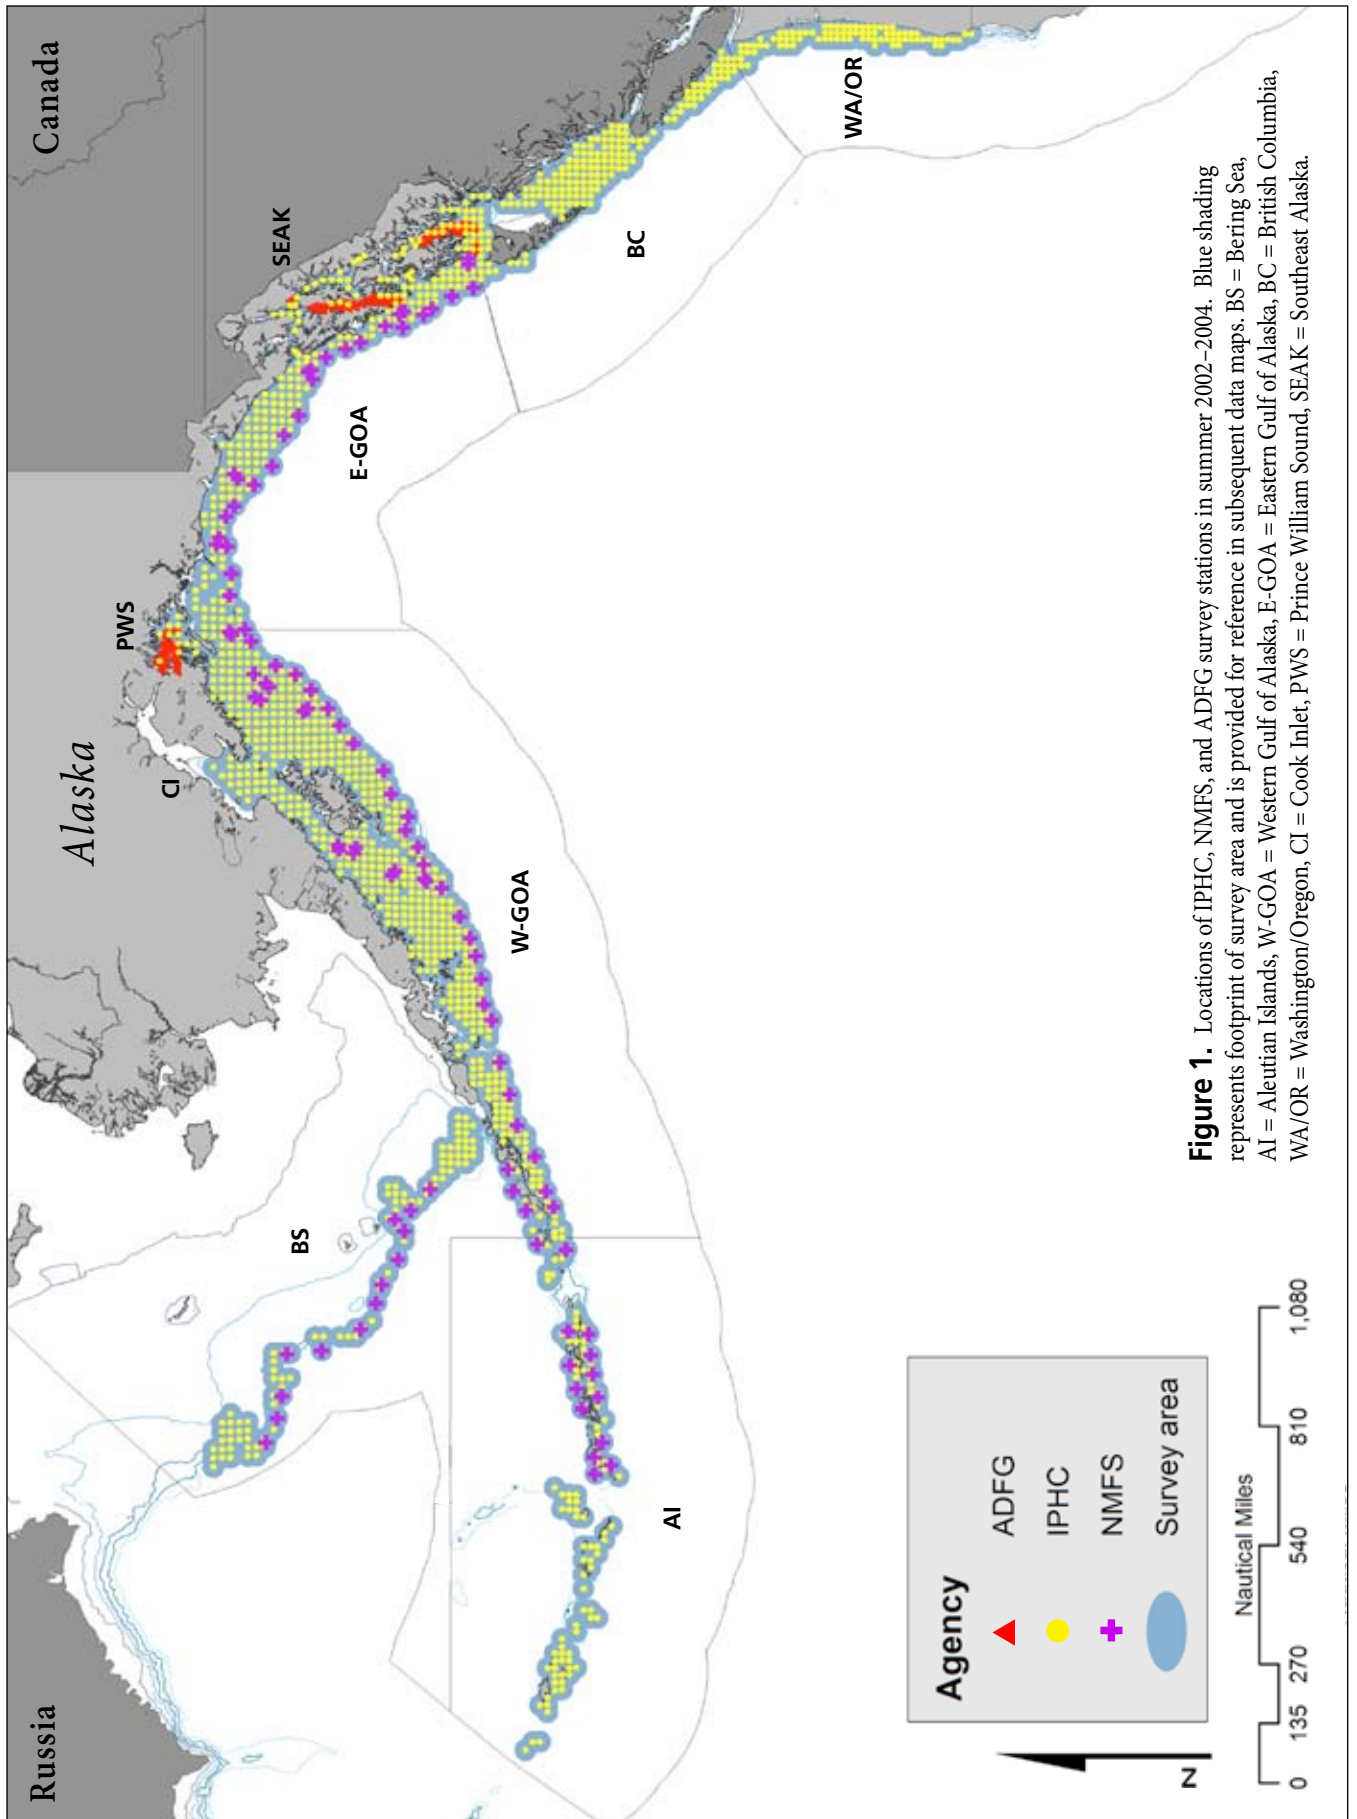 Russia
Alaska
Canada
CI
PWS
SEAK
BS
E-GOA
W-GOA
BC
WA/OR
AI
Agency
ADFG
IPHC
NMFS
Survey area
N
Nautical Miles
0 135 270 540 810 1,080
Figure 1. Locations of IPHC, NMFS, and ADFG survey stations in summer 2002–2004. Blue shading
represents footprint of survey area and is provided for reference in subsequent data maps. BS = Bering Sea,
AI = Aleutian Islands, W-GOA = Western Gulf of Alaska, E-GOA = Eastern Gulf of Alaska, BC = British Columbia,
WA/OR = Washington/Oregon, CI = Cook Inlet, PWS = Prince William Sound, SEAK = Southeast Alaska.